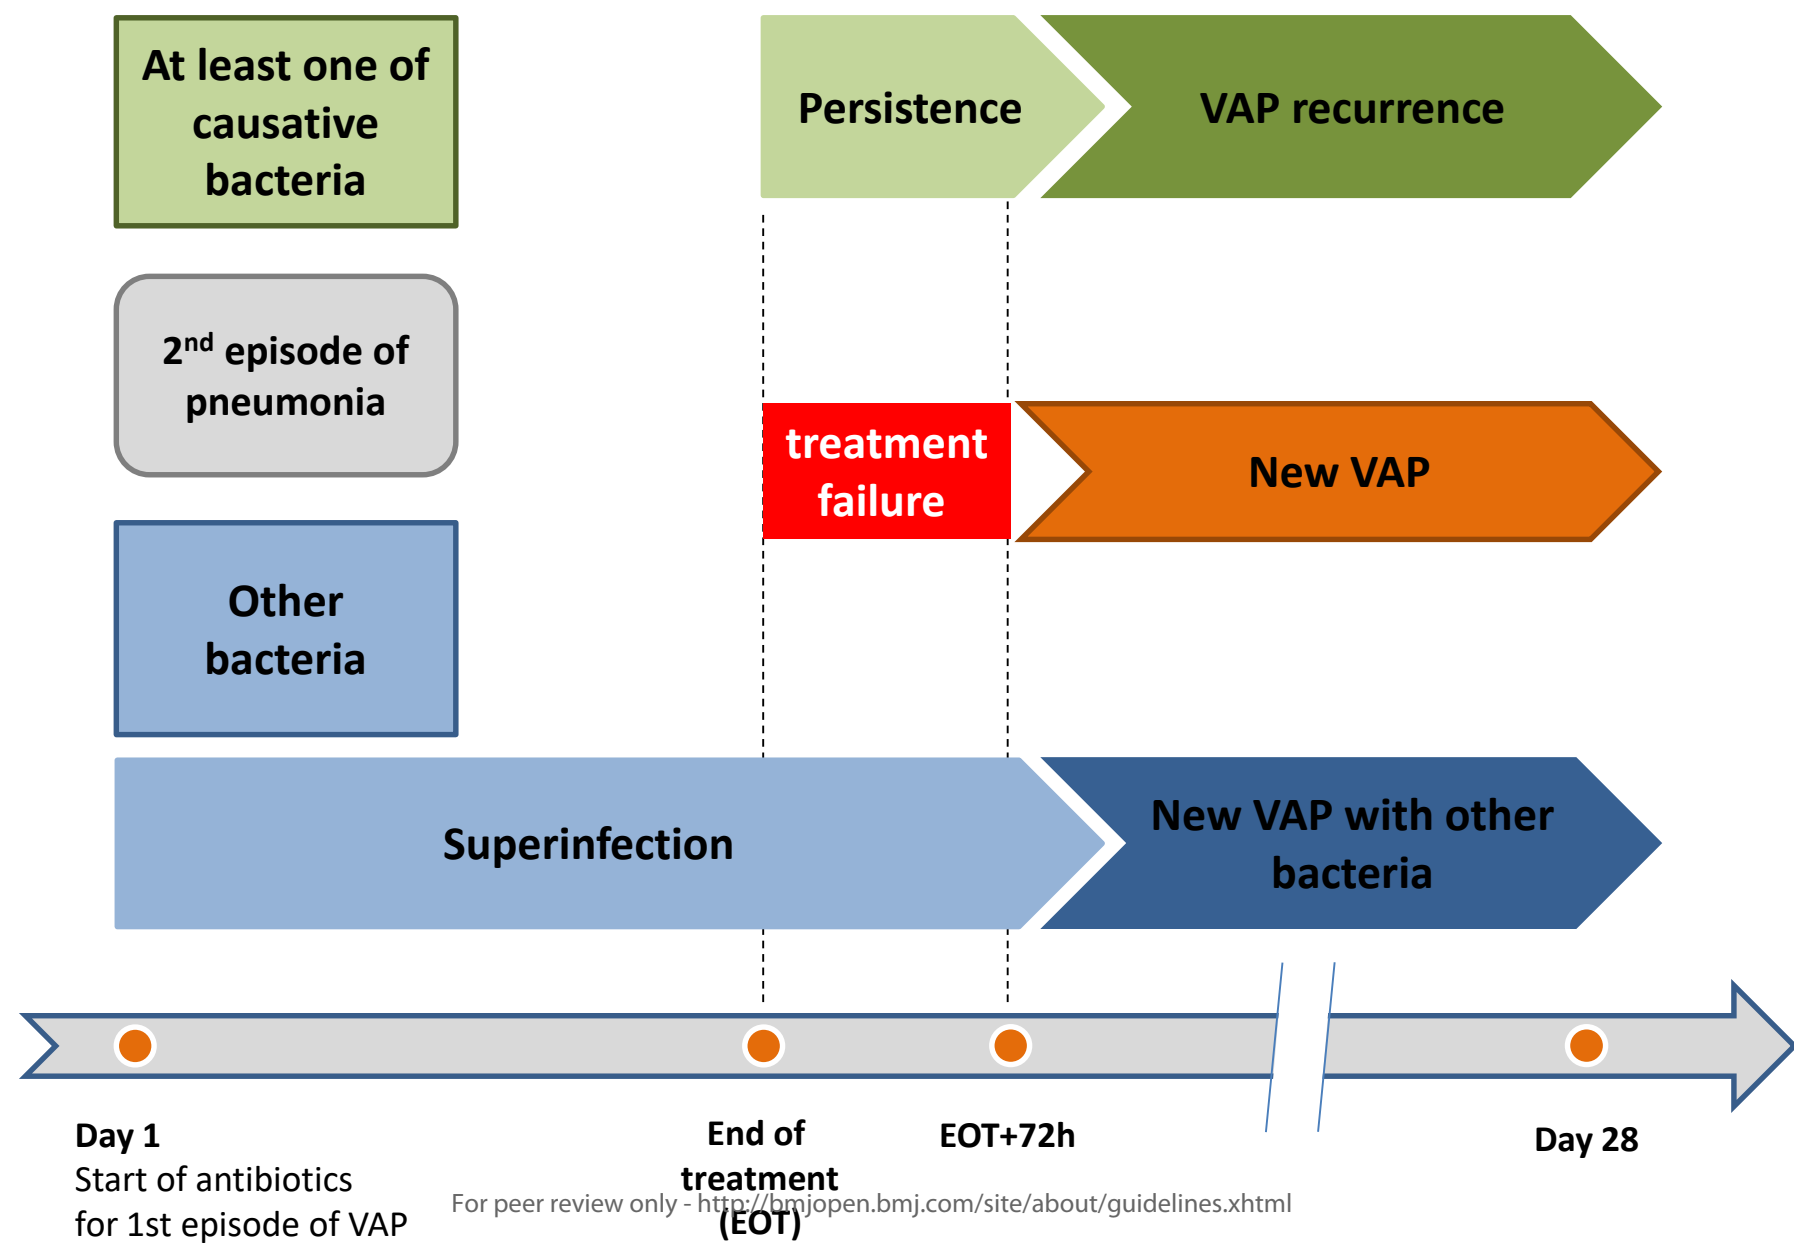 At least one of
causative
bacteria
Persistence
VAP recurrence
2nd episode of
pneumonia
treatment
failure
New VAP
Other
bacteria
Superinfection
New VAP with other
bacteria
Day 1
Start of antibiotics
for 1st episode of VAP
End of
treatment
(EOT)
EOT+72h
Day 28
For peer review only - http://bmjopen.bmj.com/site/about/guidelines.xhtml